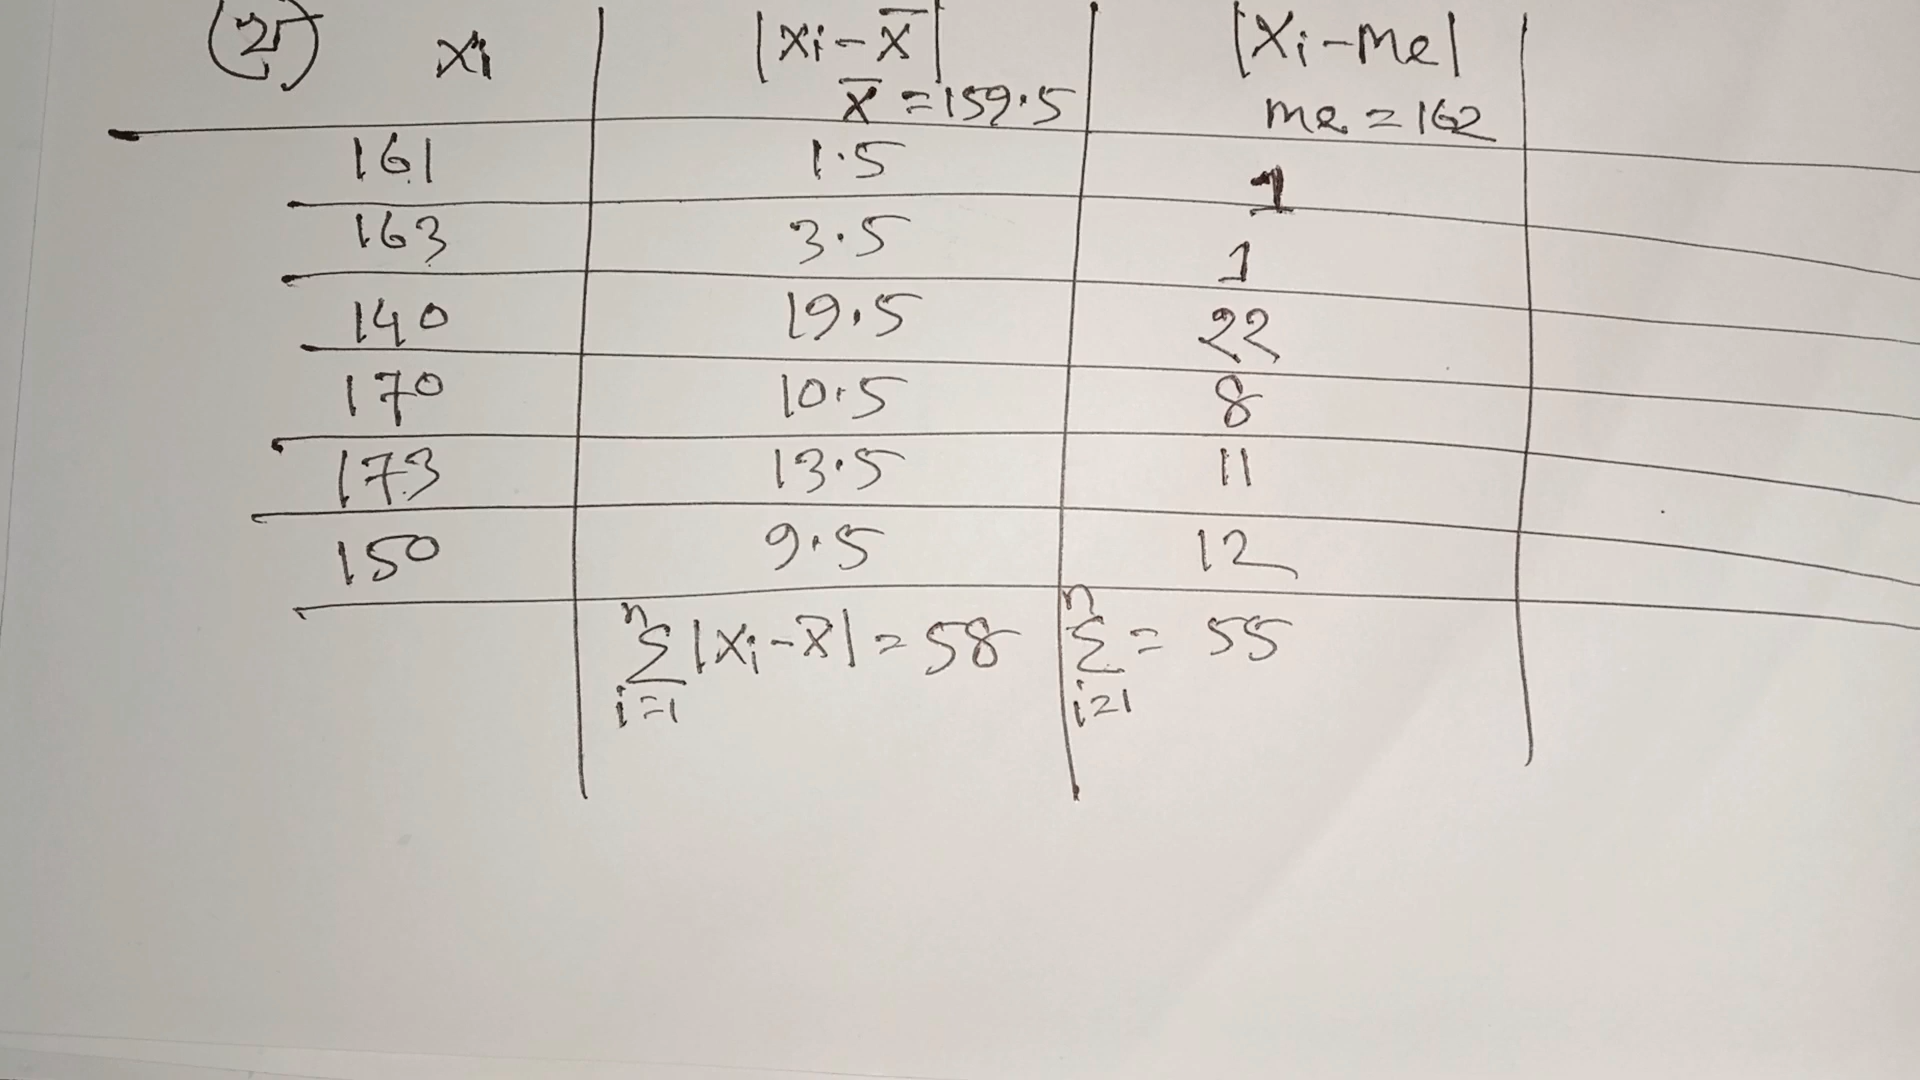 (25) xi |xi-x̄| |xi-me|
x̄ = 159.5 me = 162
161 1.5 1
163 3.5 1
140 19.5 22
170 10.5 8
173 13.5 11
150 9.5 12
n n
Σ |xi-x̄| = 58 Σ = 55
i=1 i=1